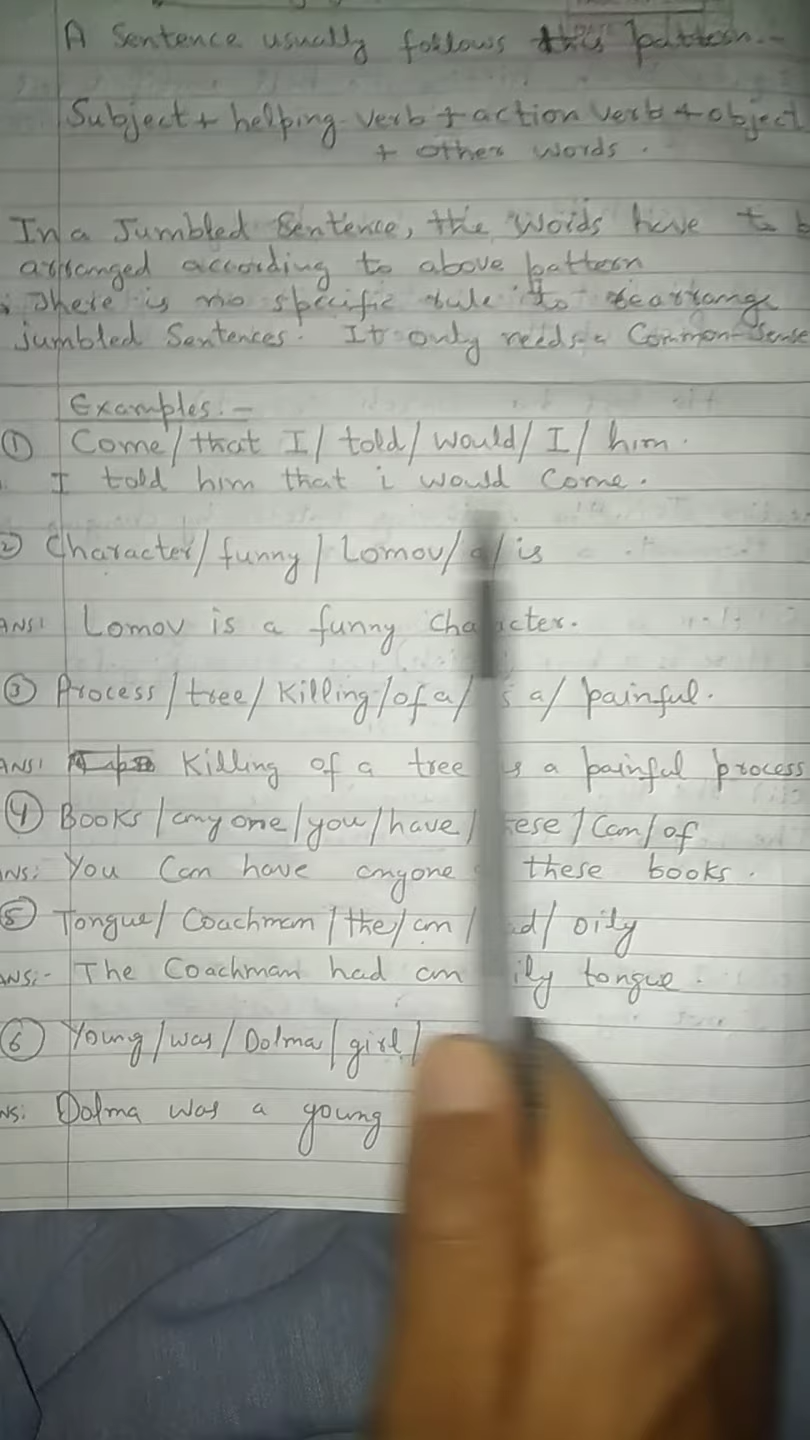 A Sentence usually follows this pattern.-
Subject + helping-verb + action verb + object
+ other words.
In a Jumbled Sentence, the words have to
arranged according to above pattern
There is no specific rule to rearrange
jumbled Sentences. It only needs a Common-Sense
Examples:-
① Come/that I/told/would/I/him.
I told him that i would come.
② Character/funny/Lomov/a/is
ANS: Lomov is a funny character.
③ Process/tree/Killing/of a/ a/painful.
ANS: Killing of a tree a painful process
④ Books/anyone/you/have/ /Can/of
NS: You Can have anyone these books.
⑤ Tongue/Coachman/the/an/ /oily
ANS:- The Coachman had an tongue.
⑥ Young/was/Dolma/girl/
NS: Dolma was a young